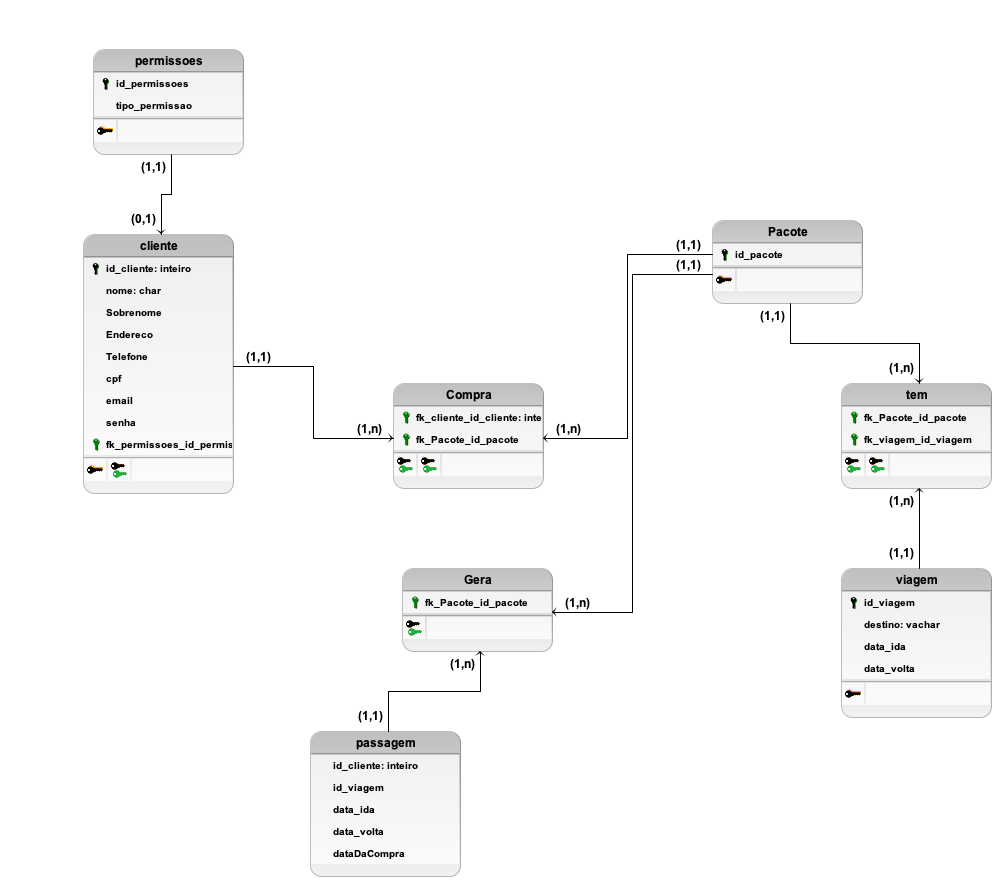 permissoes
id_permissoes
tipo_permissao
(1,1)
(0,1)
cliente
id_cliente: inteiro
nome: char
Sobrenome
Endereco
Telefone
cpf
email
senha
fk_permissoes_id_permis
(1,1)
(1,n)
Compra
fk_cliente_id_cliente: inte
fk_Pacote_id_pacote
(1,n)
(1,1)
(1,1)
Pacote
id_pacote
(1,1)
(1,n)
tem
fk_Pacote_id_pacote
fk_viagem_id_viagem
(1,n)
(1,1)
viagem
id_viagem
destino: vachar
data_ida
data_volta
Gera
fk_Pacote_id_pacote
(1,n)
(1,n)
(1,1)
passagem
id_cliente: inteiro
id_viagem
data_ida
data_volta
dataDaCompra